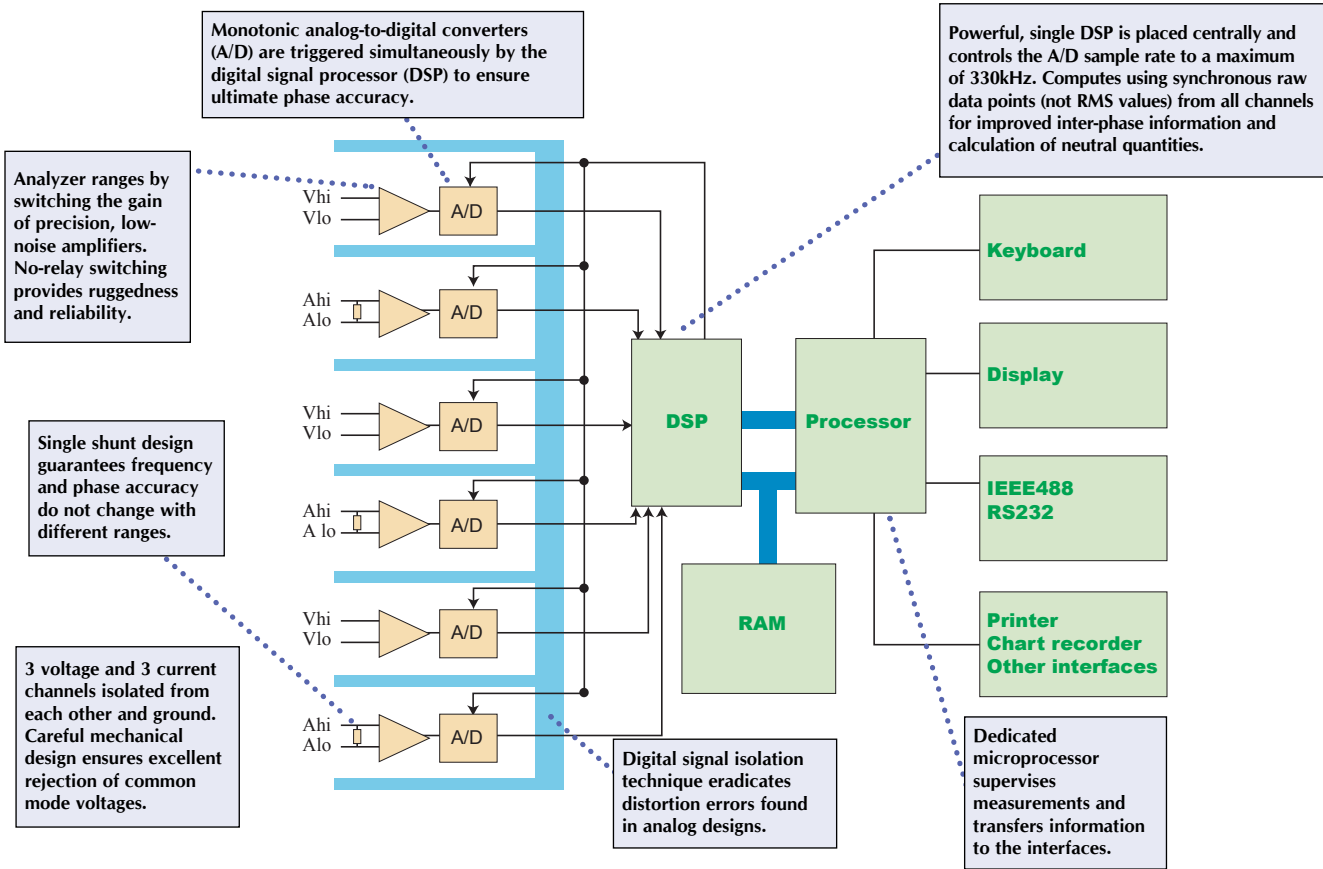 Monotonic analog-to-digital converters
(A/D) are triggered simultaneously by the
digital signal processor (DSP) to ensure
ultimate phase accuracy.
Powerful, single DSP is placed centrally and
controls the A/D sample rate to a maximum
of 330kHz. Computes using synchronous raw
data points (not RMS values) from all channels
for improved inter-phase information and
calculation of neutral quantities.
Analyzer ranges by
switching the gain
of precision, low-
noise amplifiers.
No-relay switching
provides ruggedness
and reliability.
Single shunt design
guarantees frequency
and phase accuracy
do not change with
different ranges.
3 voltage and 3 current
channels isolated from
each other and ground.
Careful mechanical
design ensures excellent
rejection of common
mode voltages.
Vhi
Vlo
A/D
Ahi
Alo
A/D
Vhi
Vlo
A/D
Ahi
A lo
A/D
Vhi
Vlo
A/D
Ahi
Alo
A/D
DSP
Processor
RAM
Keyboard
Display
IEEE488
RS232
Printer
Chart recorder
Other interfaces
Digital signal isolation
technique eradicates
distortion errors found
in analog designs.
Dedicated
microprocessor
supervises
measurements and
transfers information
to the interfaces.